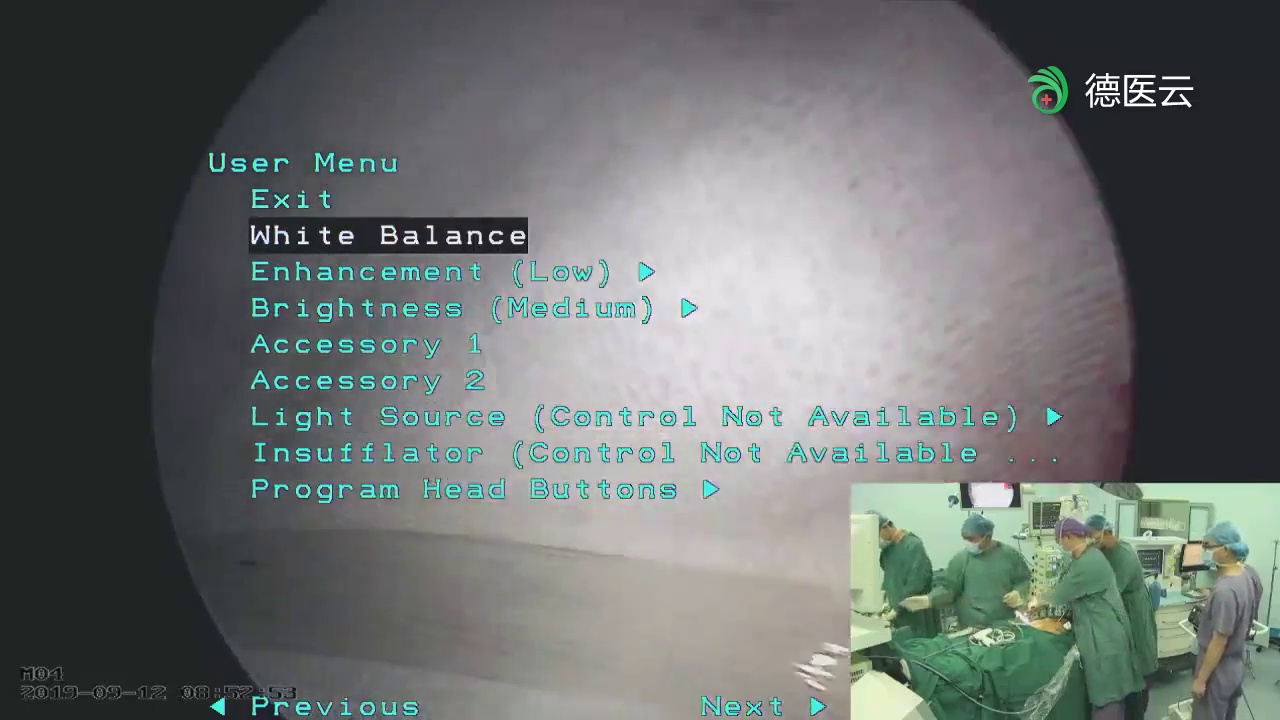 德医云
User Menu
Exit
White Balance
Enhancement (Low) ▶
Brightness (Medium) ▶
Accessory 1
Accessory 2
Light Source (Control Not Available) ▶
Insufflator (Control Not Available ...
Program Head Buttons ▶
M04
2019-09-12 08:52:53
◀ Previous
Next ▶